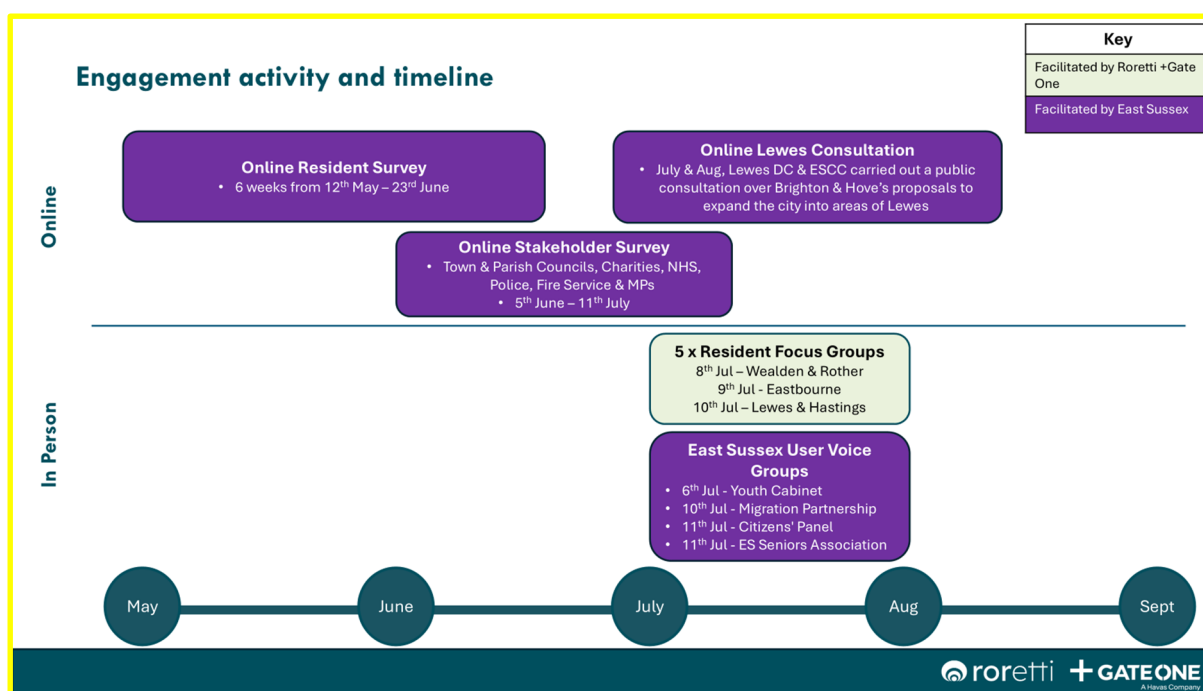 Key
Facilitated by Roretti +Gate
One
Facilitated by East Sussex
Engagement activity and timeline
Online
Online Resident Survey
• 6 weeks from 12th May – 23rd June
Online Lewes Consultation
• July & Aug, Lewes DC & ESCC carried out a public
consultation over Brighton & Hove's proposals to
expand the city into areas of Lewes
Online Stakeholder Survey
• Town & Parish Councils, Charities, NHS,
Police, Fire Service & MPs
• 5th June – 11th July
In Person
5 x Resident Focus Groups
8th Jul – Wealden & Rother
9th Jul - Eastbourne
10th Jul – Lewes & Hastings
East Sussex User Voice
Groups
• 6th Jul - Youth Cabinet
• 10th Jul - Migration Partnership
• 11th Jul - Citizens' Panel
• 11th Jul - ES Seniors Association
May
June
July
Aug
Sept
roretti
GATEONE
A Havas Company